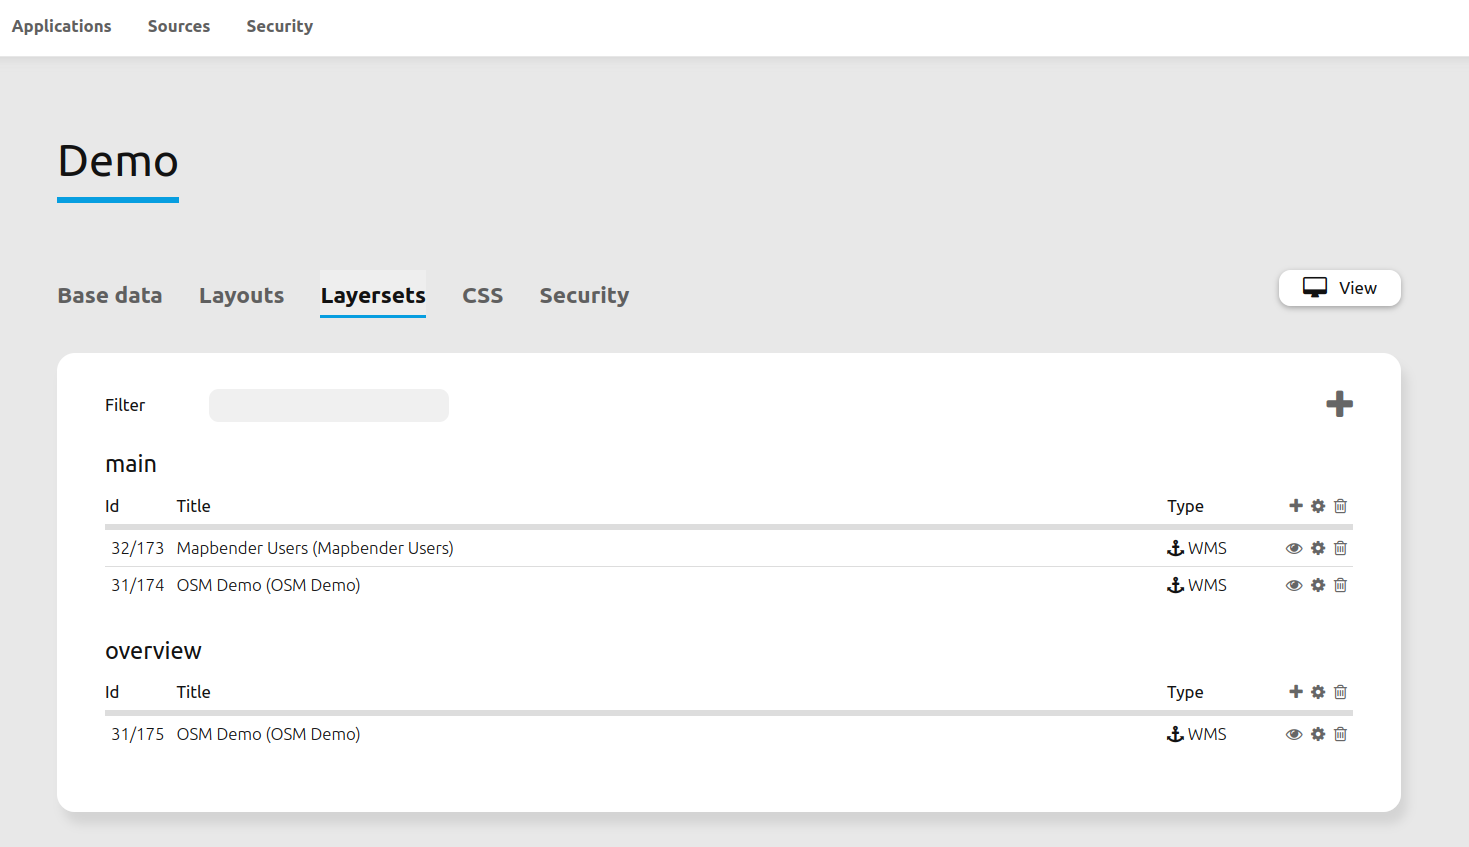 Applications Sources Security
Demo
Base data Layouts Layersets CSS Security View
Filter
main
Id Title Type
32/173 Mapbender Users (Mapbender Users) WMS
31/174 OSM Demo (OSM Demo) WMS
overview
Id Title Type
31/175 OSM Demo (OSM Demo) WMS